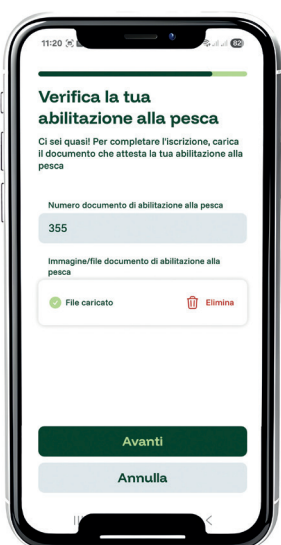 11:20
82
Verifica la tua
abilitazione alla pesca
Ci sei quasi! Per completare l'iscrizione, carica
il documento che attesta la tua abilitazione alla
pesca
Numero documento di abilitazione alla pesca
355
Immagine/file documento di abilitazione alla
pesca
File caricato
Elimina
Avanti
Annulla